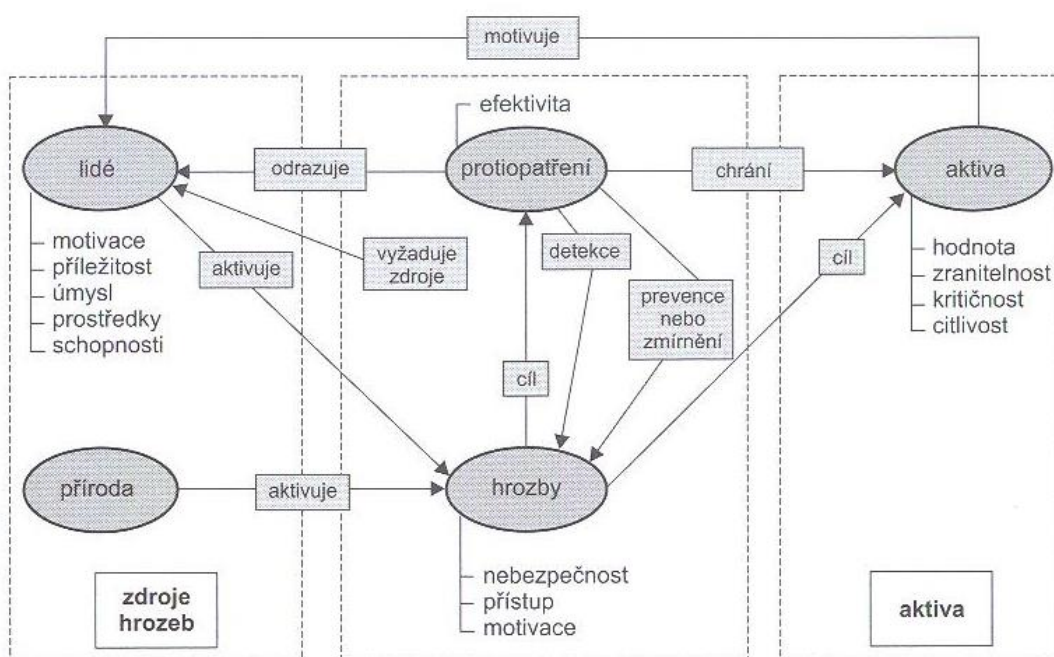 motivuje
efektivita
lidé
odrazuje
protiopatření
chrání
aktiva
motivace
příležitost
úmysl
prostředky
schopnosti
aktivuje
vyžaduje
zdroje
detekce
prevence
nebo
zmírnění
cíl
cíl
hodnota
zranitelnost
kritičnost
citlivost
příroda
aktivuje
hrozby
nebezpečnost
přístup
motivace
zdroje
hrozeb
aktiva